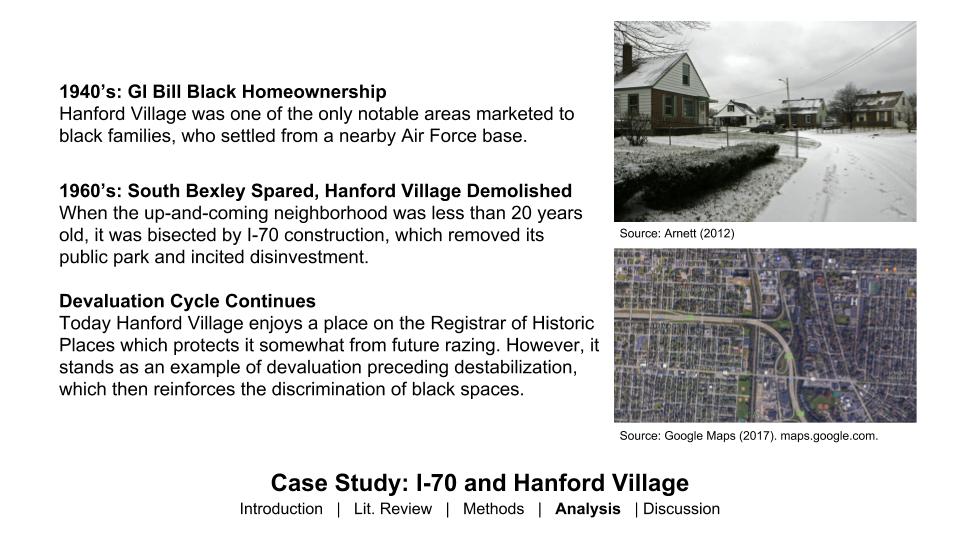 1940’s: GI Bill Black Homeownership
Hanford Village was one of the only notable areas marketed to
black families, who settled from a nearby Air Force base.
1960’s: South Bexley Spared, Hanford Village Demolished
When the up-and-coming neighborhood was less than 20 years
old, it was bisected by I-70 construction, which removed its
public park and incited disinvestment.
Devaluation Cycle Continues
Today Hanford Village enjoys a place on the Registrar of Historic
Places which protects it somewhat from future razing. However, it
stands as an example of devaluation preceding destabilization,
which then reinforces the discrimination of black spaces.
Source: Arnett (2012)
Source: Google Maps (2017). maps.google.com.
Case Study: I-70 and Hanford Village
Introduction | Lit. Review | Methods | Analysis | Discussion